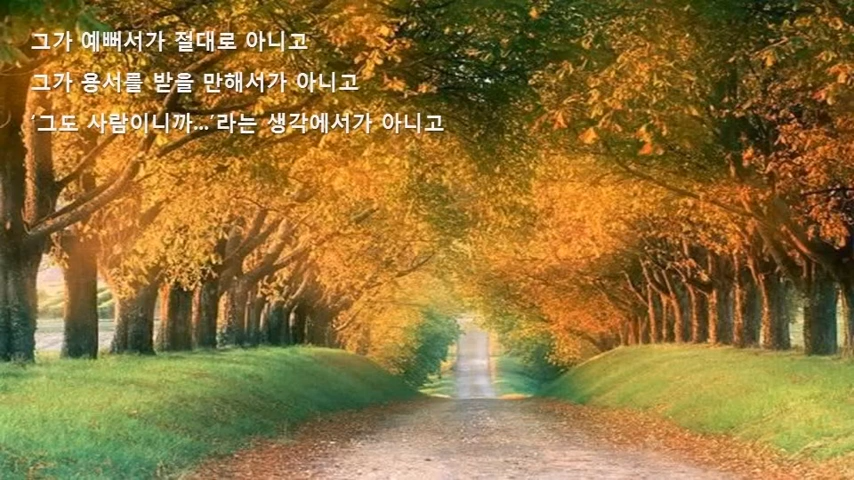 그가 예뻐서가 절대로 아니고
그가 용서를 받을 만해서가 아니고
‘그도 사람이니까...’라는 생각에서가 아니고